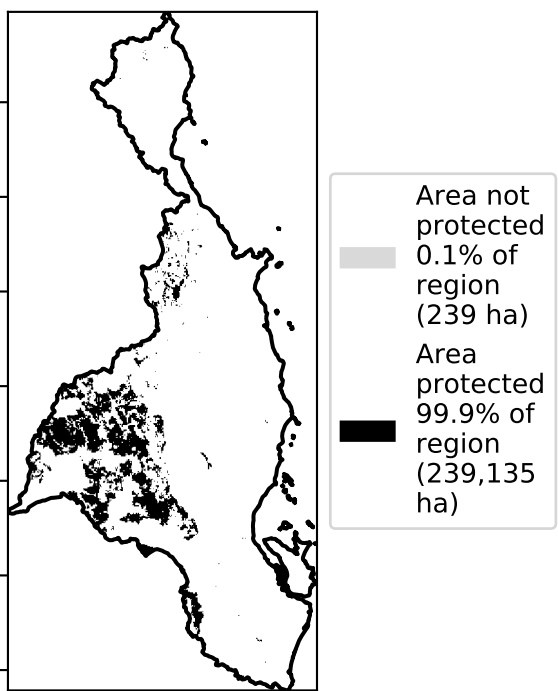 Area not
protected
0.1% of
region
(239 ha)
Area
protected
99.9% of
region
(239,135
ha)